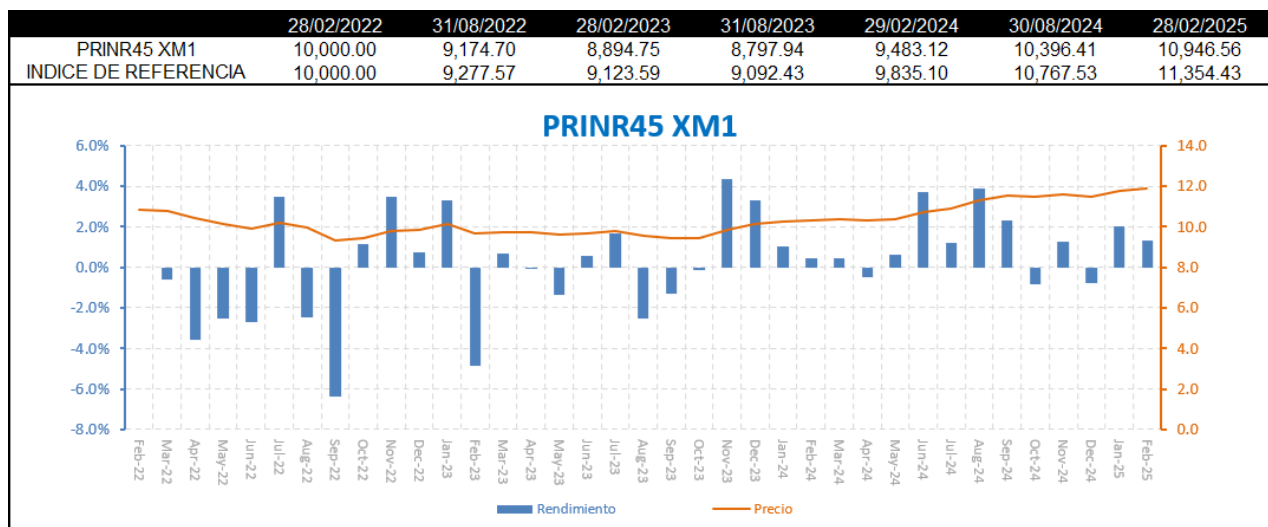 28/02/2022 31/08/2022 28/02/2023 31/08/2023 29/02/2024 30/08/2024 28/02/2025
PRINR45 XM1 10,000.00 9,174.70 8,894.75 8,797.94 9,483.12 10,396.41 10,946.56
INDICE DE REFERENCIA 10,000.00 9,277.57 9,123.59 9,092.43 9,835.10 10,767.53 11,354.43
PRINR45 XM1
6.0% 14.0
4.0% 12.0
2.0% 10.0
0.0% 8.0
-2.0% 6.0
-4.0% 4.0
-6.0% 2.0
-8.0% 0.0
Feb-22 Mar-22 Apr-22 May-22 Jun-22 Jul-22 Aug-22 Sep-22 Oct-22 Nov-22 Dec-22 Jan-23 Feb-23 Mar-23 Apr-23 May-23 Jun-23 Jul-23 Aug-23 Sep-23 Oct-23 Nov-23 Dec-23 Jan-24 Feb-24 Mar-24 Apr-24 May-24 Jun-24 Jul-24 Aug-24 Sep-24 Oct-24 Nov-24 Dec-24 Jan-25 Feb-25
Rendimiento Precio